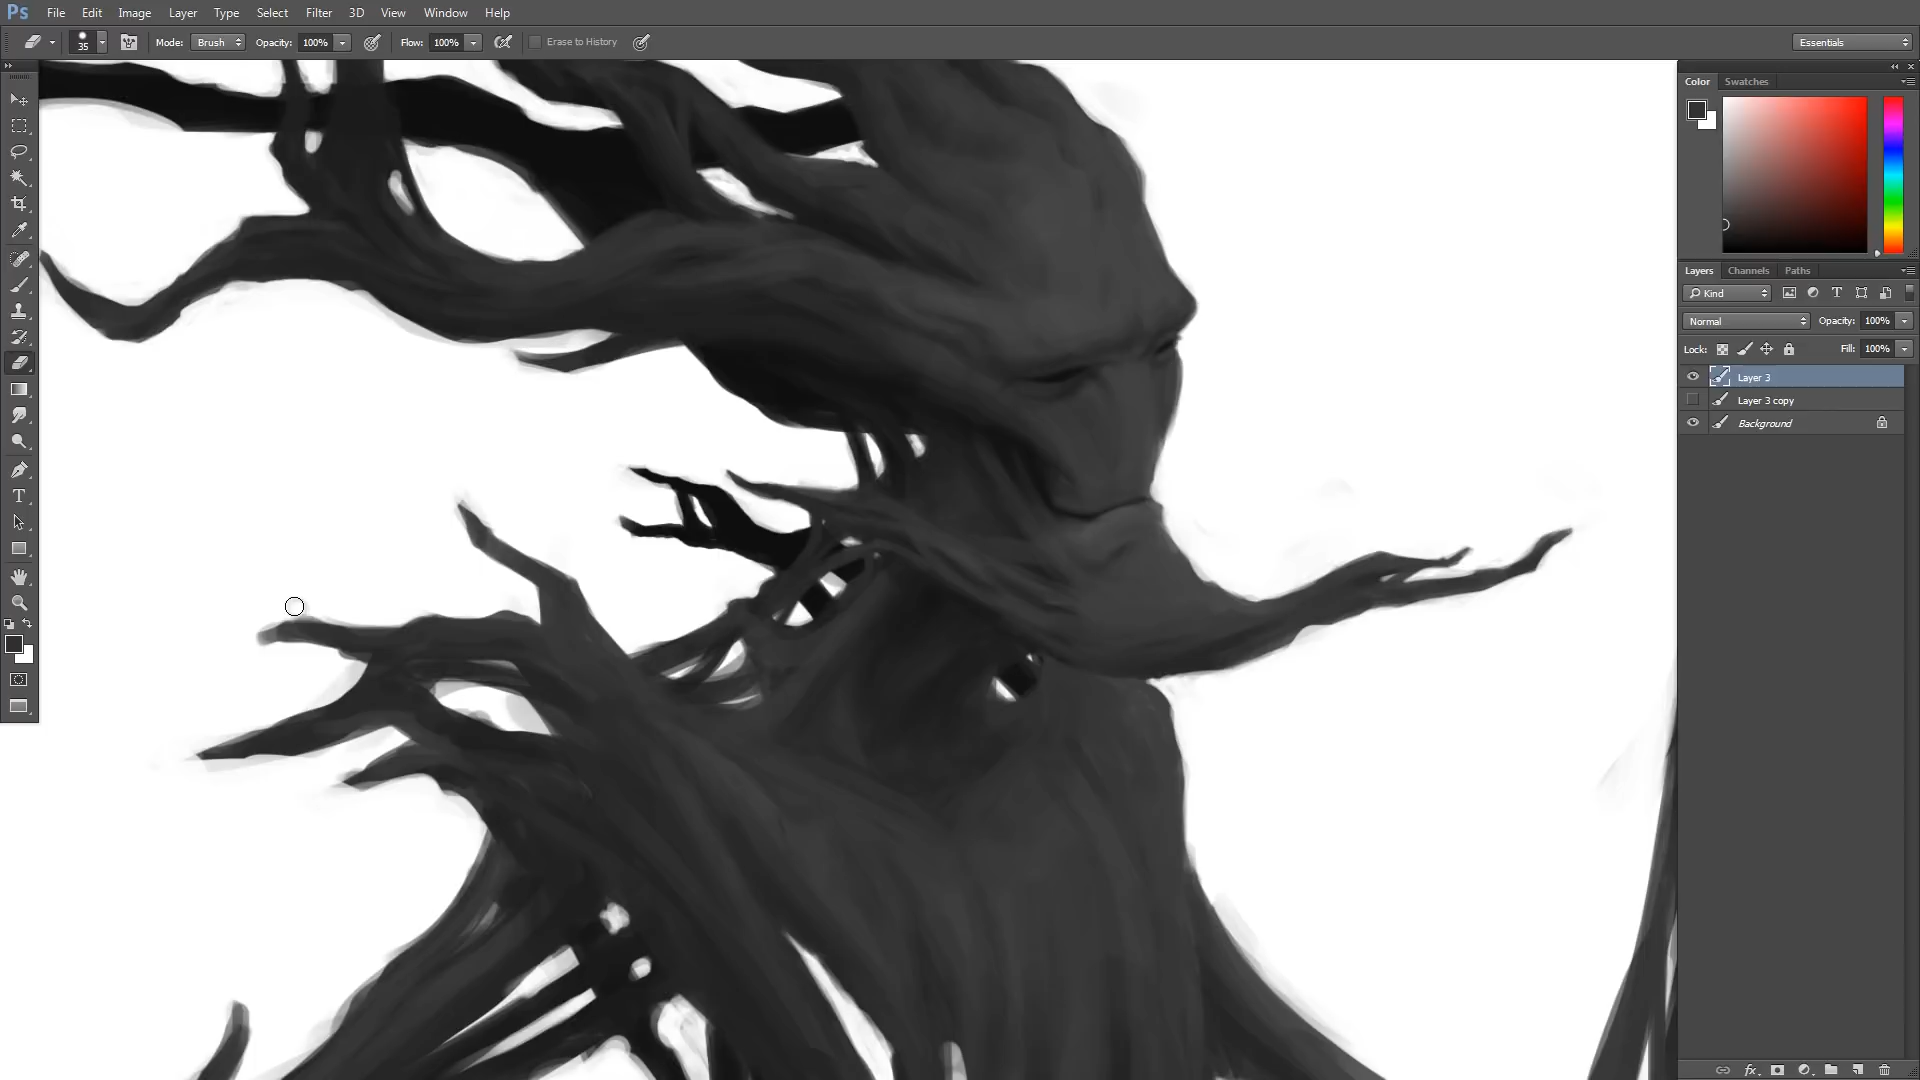 Ps File Edit Image Layer Type Select Filter 3D View Window Help
35 Mode: Brush Opacity: 100% Flow: 100% Erase to History Essentials
Color Swatches
Layers Channels Paths
Kind T
Normal Opacity: 100%
Lock: Fill: 100%
Layer 3
Layer 3 copy
Background
T
fx